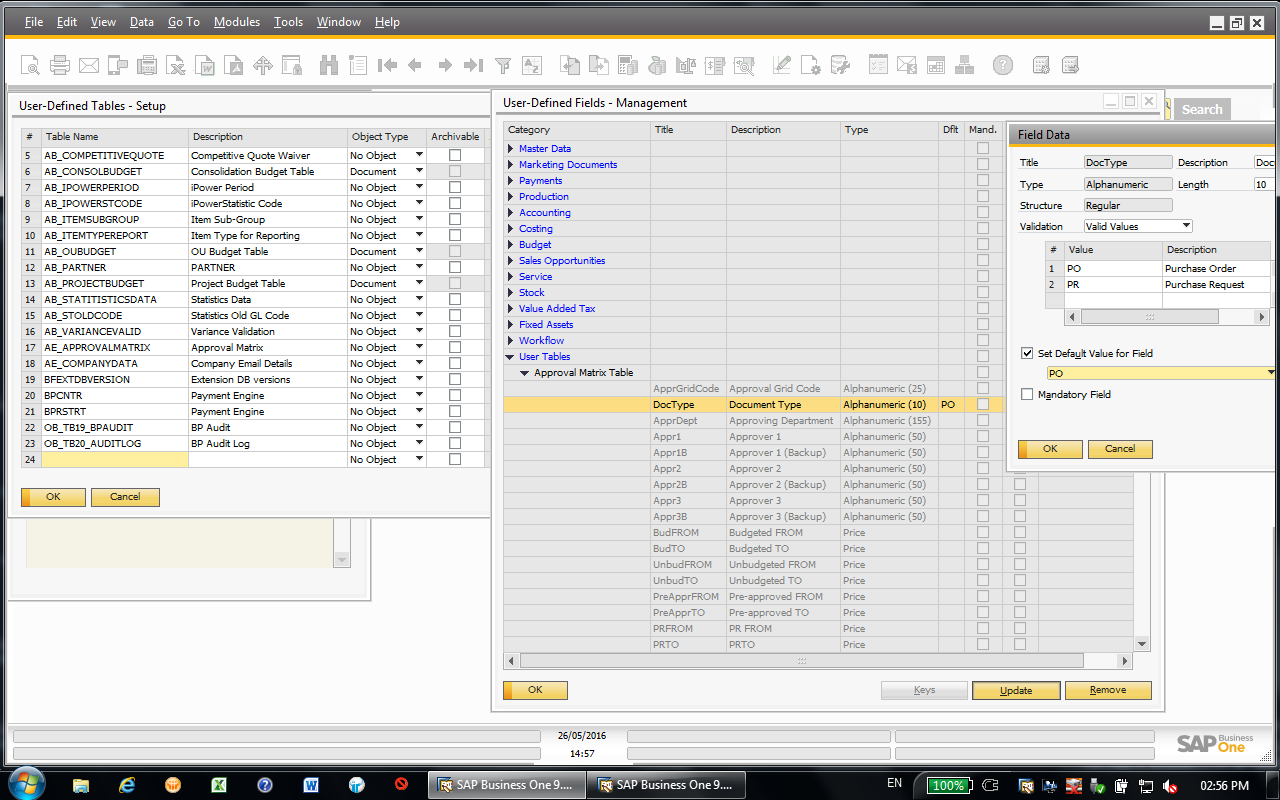 File Edit View Data Go To Modules Tools Window Help
User-Defined Tables - Setup
# Table Name Description Object Type Archivable
5 AB_COMPETITIVEQUOTE Competitive Quote Waiver No Object
6 AB_CONSOLBUDGET Consolidation Budget Table Document
7 AB_IPOWERPERIOD iPower Period No Object
8 AB_IPOWERSTCODE iPowerStatistic Code No Object
9 AB_ITEMSUBGROUP Item Sub-Group No Object
10 AB_ITEMTYPEREPORT Item Type for Reporting No Object
11 AB_OUBUDGET OU Budget Table Document
12 AB_PARTNER PARTNER No Object
13 AB_PROJECTBUDGET Project Budget Table Document
14 AB_STATITISTICSDATA Statistics Data No Object
15 AB_STOLDCODE Statistics Old GL Code No Object
16 AB_VARIANCEVALID Variance Validation No Object
17 AE_APPROVALMATRIX Approval Matrix No Object
18 AE_COMPANYDATA Company Email Details No Object
19 BFEXTDBVERSION Extension DB versions No Object
20 BPCNTR Payment Engine No Object
21 BPRSTRT Payment Engine No Object
22 OB_TB19_BPAUDIT BP Audit No Object
23 OB_TB20_AUDITLOG BP Audit Log No Object
24 No Object
OK Cancel
User-Defined Fields - Management
Search
Category Title Description Type Dflt Mand.
Master Data
Marketing Documents
Payments
Production
Accounting
Costing
Budget
Sales Opportunities
Service
Stock
Value Added Tax
Fixed Assets
Workflow
User Tables
Approval Matrix Table
ApprGridCode Approval Grid Code Alphanumeric (25)
DocType Document Type Alphanumeric (10) PO
ApprDept Approving Department Alphanumeric (155)
Appr1 Approver 1 Alphanumeric (50)
Appr1B Approver 1 (Backup) Alphanumeric (50)
Appr2 Approver 2 Alphanumeric (50)
Appr2B Approver 2 (Backup) Alphanumeric (50)
Appr3 Approver 3 Alphanumeric (50)
Appr3B Approver 3 (Backup) Alphanumeric (50)
BudFROM Budgeted FROM Price
BudTO Budgeted TO Price
UnbudFROM Unbudgeted FROM Price
UnbudTO Unbudgeted TO Price
PreApprFROM Pre-approved FROM Price
PreApprTO Pre-approved TO Price
PRFROM PR FROM Price
PRTO PRTO Price
OK Keys Update Remove
Field Data
Title DocType Description Doc
Type Alphanumeric Length 10
Structure Regular
Validation Valid Values
# Value Description
1 PO Purchase Order
2 PR Purchase Request
Set Default Value for Field
PO
Mandatory Field
OK Cancel
26/05/2016
14:57
SAP Business One
SAP Business One 9.... SAP Business One 9.... EN 100% 02:56 PM